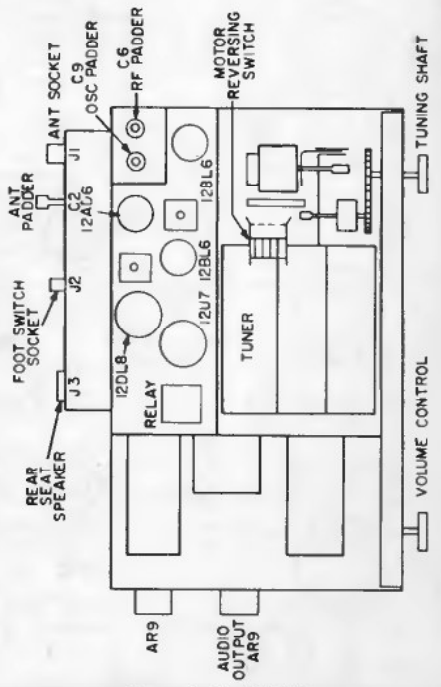 REAR
SEAT
SPEAKER
FOOT SWITCH
SOCKET
ANT
PADDER
ANT SOCKET
C9
OSC PADDER
C6
RF PADDER
J3
J2
C2
J1
12AD6
12DL8
12BL6
12BL6
12U7
RELAY
MOTOR
REVERSING
SWITCH
TUNER
AR9
AUDIO
OUTPUT
AR9
VOLUME CONTROL
TUNING SHAFT